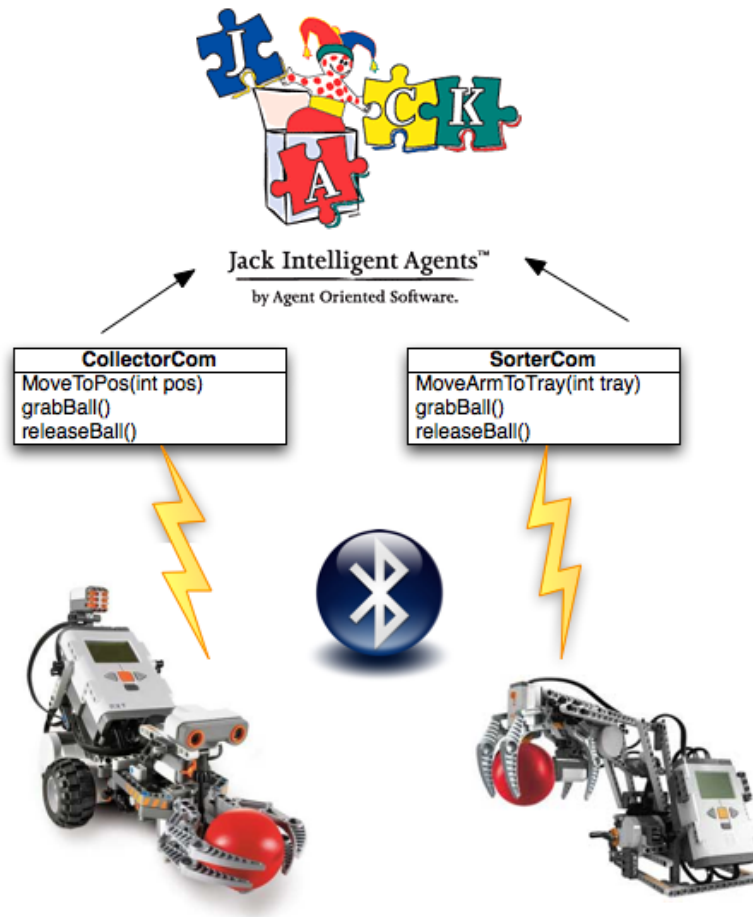 J
A
C
K
Jack Intelligent Agents™
by Agent Oriented Software.
CollectorCom
MoveToPos(int pos)
grabBall()
releaseBall()
SorterCom
MoveArmToTray(int tray)
grabBall()
releaseBall()